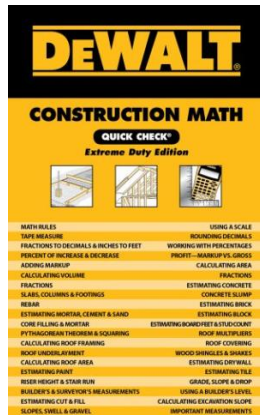 DEWALT®
CONSTRUCTION MATH
QUICK CHECK®
Extreme Duty Edition
MATH RULES USING A SCALE
TAPE MEASURE ROUNDING DECIMALS
FRACTIONS TO DECIMALS & INCHES TO FEET WORKING WITH PERCENTAGES
PERCENT OF INCREASE & DECREASE PROFIT—MARKUP VS. GROSS
ADDING MARKUP CALCULATING AREA
CALCULATING VOLUME FRACTIONS
FRACTIONS ESTIMATING CONCRETE
SLABS, COLUMNS & FOOTINGS CONCRETE SLUMP
REBAR ESTIMATING BRICK
ESTIMATING MORTAR, CEMENT & SAND ESTIMATING BLOCK
CORE FILLING & MORTAR ESTIMATING BOARD FEET & STUD COUNT
PYTHAGOREAN THEOREM & SQUARING ROOF MULTIPLIERS
CALCULATING ROOF FRAMING ROOF COVERING
ROOF UNDERLAYMENT WOOD SHINGLES & SHAKES
CALCULATING ROOF AREA ESTIMATING DRYWALL
ESTIMATING PAINT ESTIMATING TILE
RISER HEIGHT & STAIR RUN GRADE, SLOPE & DROP
BUILDER'S & SURVEYOR'S MEASUREMENTS USING A BUILDER'S LEVEL
ESTIMATING CUT & FILL CALCULATING EXCAVATION SLOPE
SLOPES, SWELL & GRAVEL IMPORTANT MEASUREMENTS